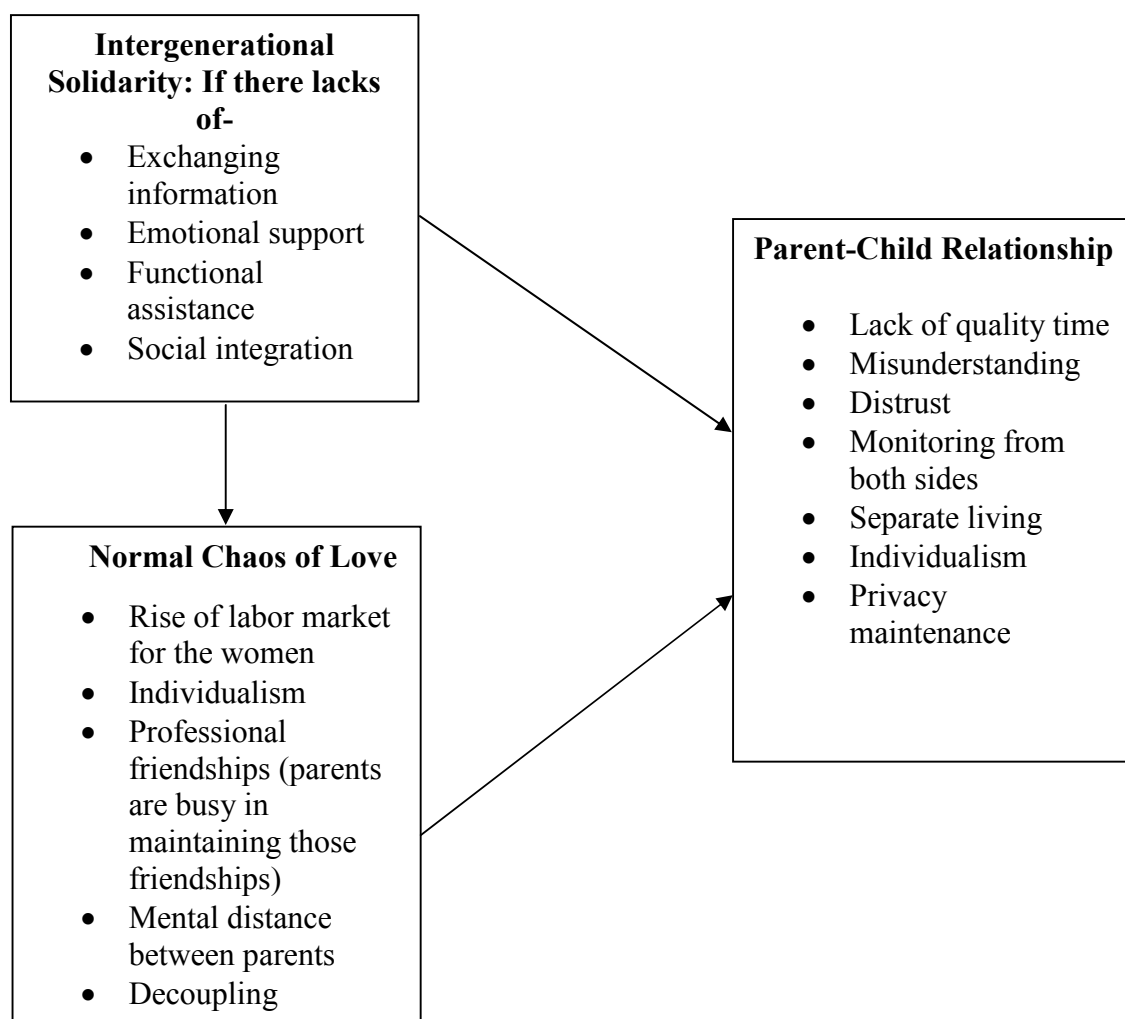 Intergenerational
Solidarity: If there lacks
of-
• Exchanging
information
• Emotional support
• Functional
assistance
• Social integration
Normal Chaos of Love
• Rise of labor market
for the women
• Individualism
• Professional
friendships (parents
are busy in
maintaining those
friendships)
• Mental distance
between parents
• Decoupling
Parent-Child Relationship
• Lack of quality time
• Misunderstanding
• Distrust
• Monitoring from
both sides
• Separate living
• Individualism
• Privacy
maintenance